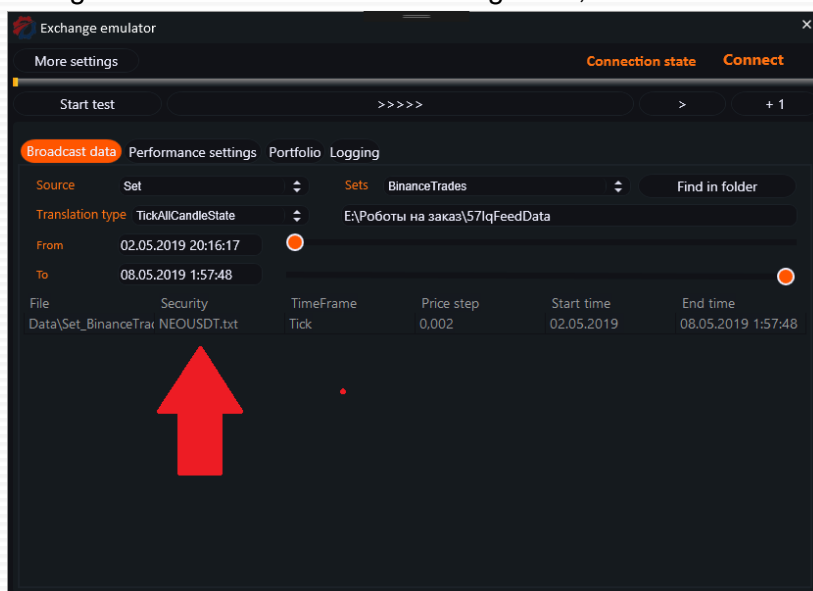 Exchange emulator ×
More settings Connection state Connect
Start test >>>>> > + 1
Broadcast data Performance settings Portfolio Logging
Source Set Sets BinanceTrades Find in folder
Translation type TickAllCandleState E:\Роботы на заказ\57IqFeedData
From 02.05.2019 20:16:17
To 08.05.2019 1:57:48
File Security TimeFrame Price step Start time End time
Data\Set_BinanceTrac NEOUSDT.txt Tick 0,002 02.05.2019 08.05.2019 1:57:48